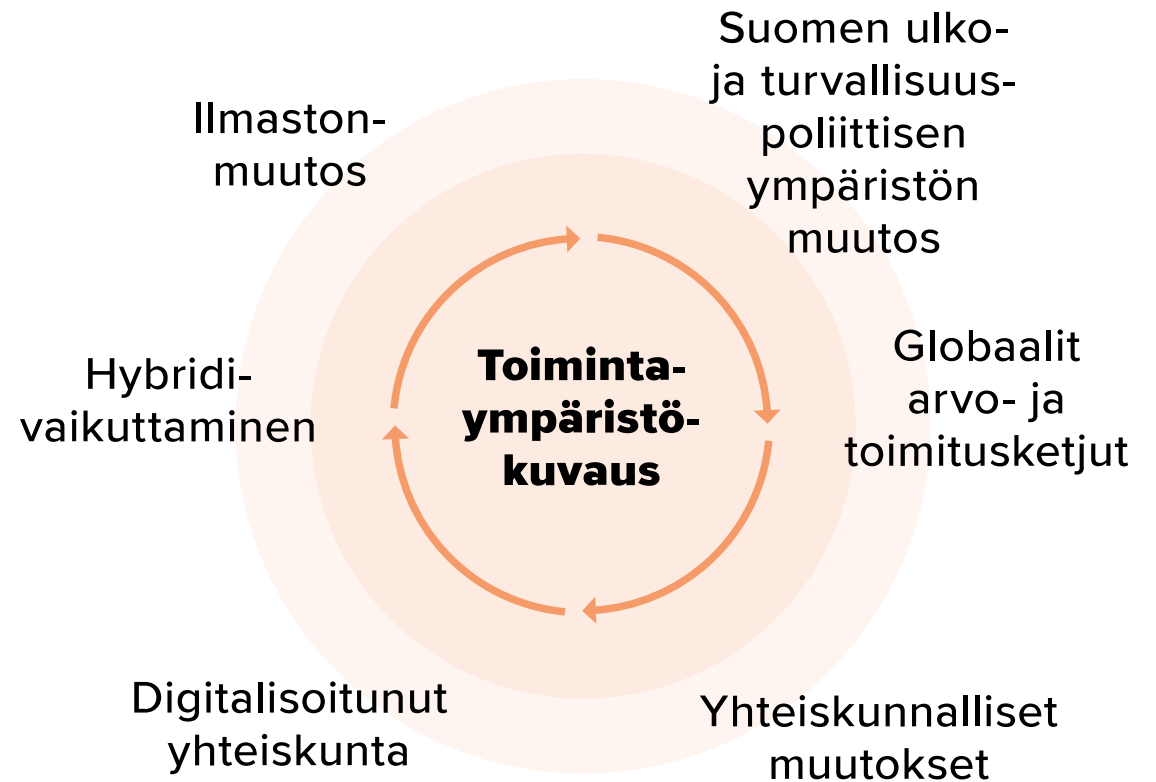 Suomen ulko-
ja turvallisuus-
poliittisen
ympäristön
muutos
Ilmaston-
muutos
Globaalit
arvo- ja
toimitusketjut
Hybridi-
vaikuttaminen
Toiminta-
ympäristö-
kuvaus
Digitalisoitunut
yhteiskunta
Yhteiskunnalliset
muutokset